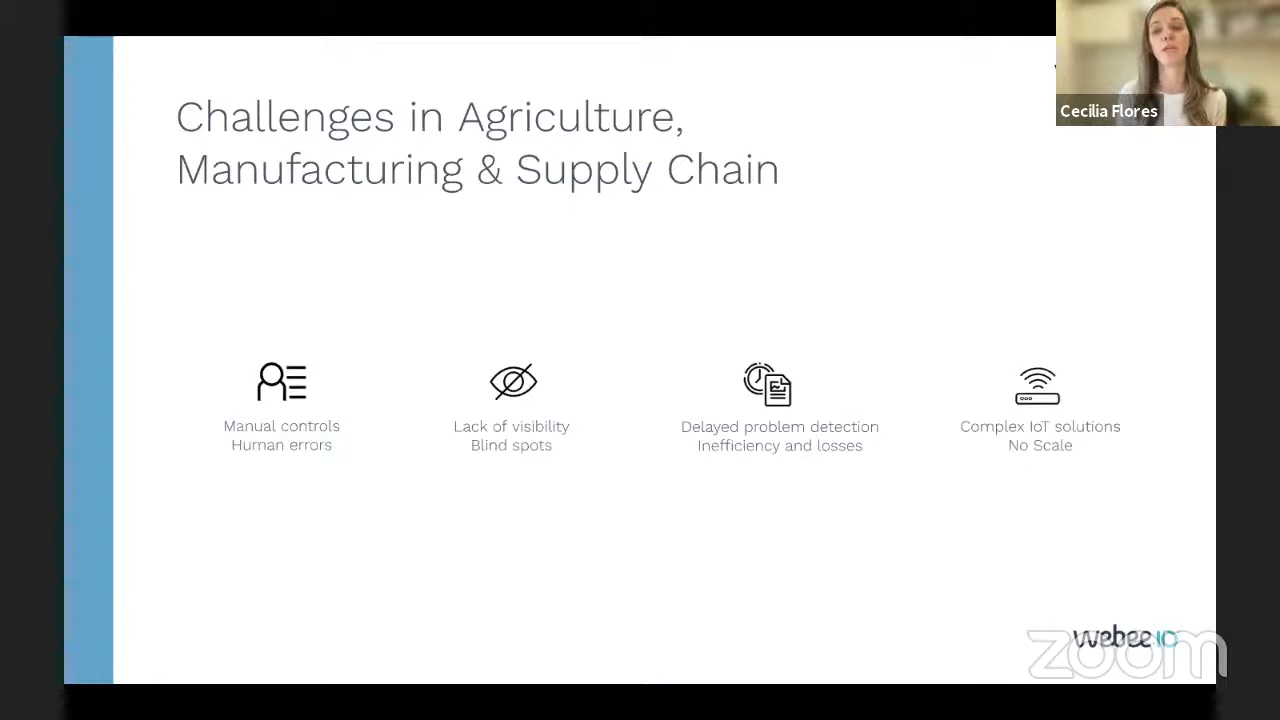 Challenges in Agriculture,
Manufacturing & Supply Chain
Cecilia Flores
Manual controls
Human errors
Lack of visibility
Blind spots
Delayed problem detection
Inefficiency and losses
Complex IoT solutions
No Scale
webee
zoom